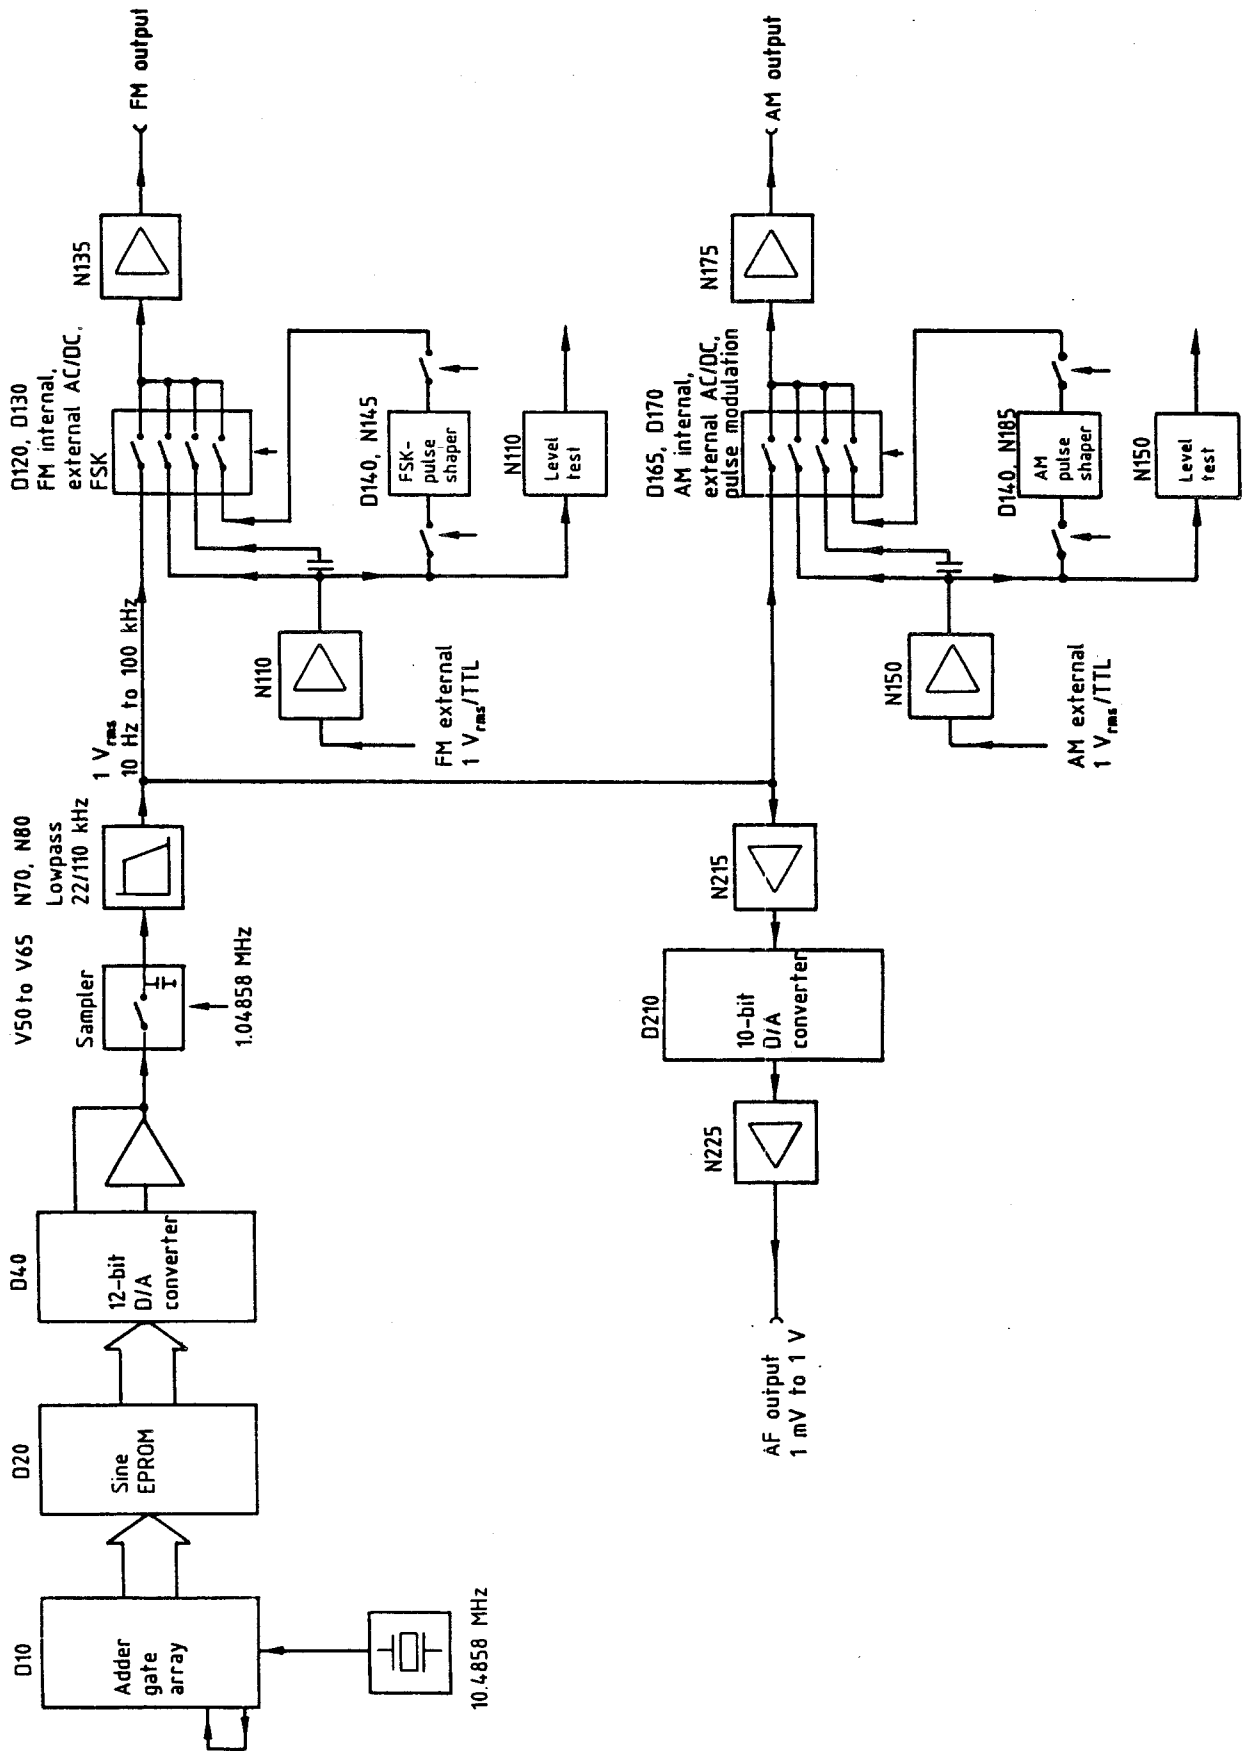 D10
Adder
gate
array
10.4858 MHz
D20
Sine
EPROM
D40
12-bit
D/A
converter
V50 to V65
Sampler
1.04858 MHz
N70, N80
Lowpass
22/110 kHz
1 Vrms
10 Hz to 100 kHz
D120, D130
FM internal,
external AC/DC,
FSK
N135
FM output
N110
FM external
1 Vrms/TTL
D140, N145
FSK-
pulse
shaper
N110
Level
test
AF output
1 mV to 1 V
N225
D210
10-bit
D/A
converter
N215
D165, D170
AM internal,
external AC/DC,
pulse modulation
N175
AM output
N150
AM external
1 Vrms/TTL
D140, N185
AM
pulse
shaper
N150
Level
test